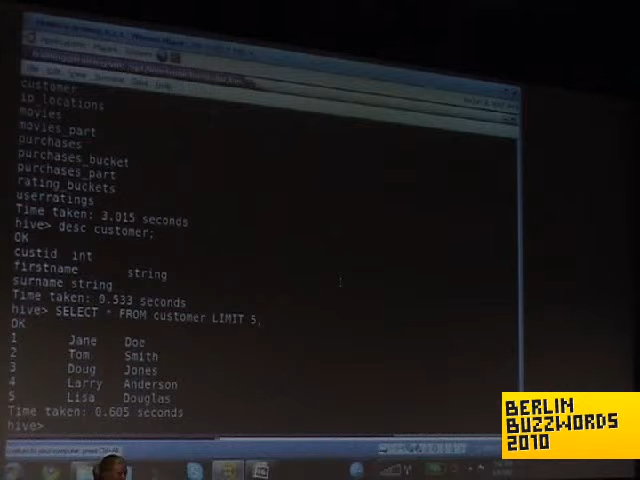 customer
ip_locations
movies
movies_part
purchases
purchases_bucket
purchases_part
rating_buckets
userratings
Time taken: 3.015 seconds
hive> desc customer;
OK
custid int
firstname string
surname string
Time taken: 0.533 seconds
hive> SELECT * FROM customer LIMIT 5;
OK
1 Jane Doe
2 Tom Smith
3 Doug Jones
4 Larry Anderson
5 Lisa Douglas
Time taken: 0.605 seconds
hive>
BERLIN
BUZZWORDS
2010